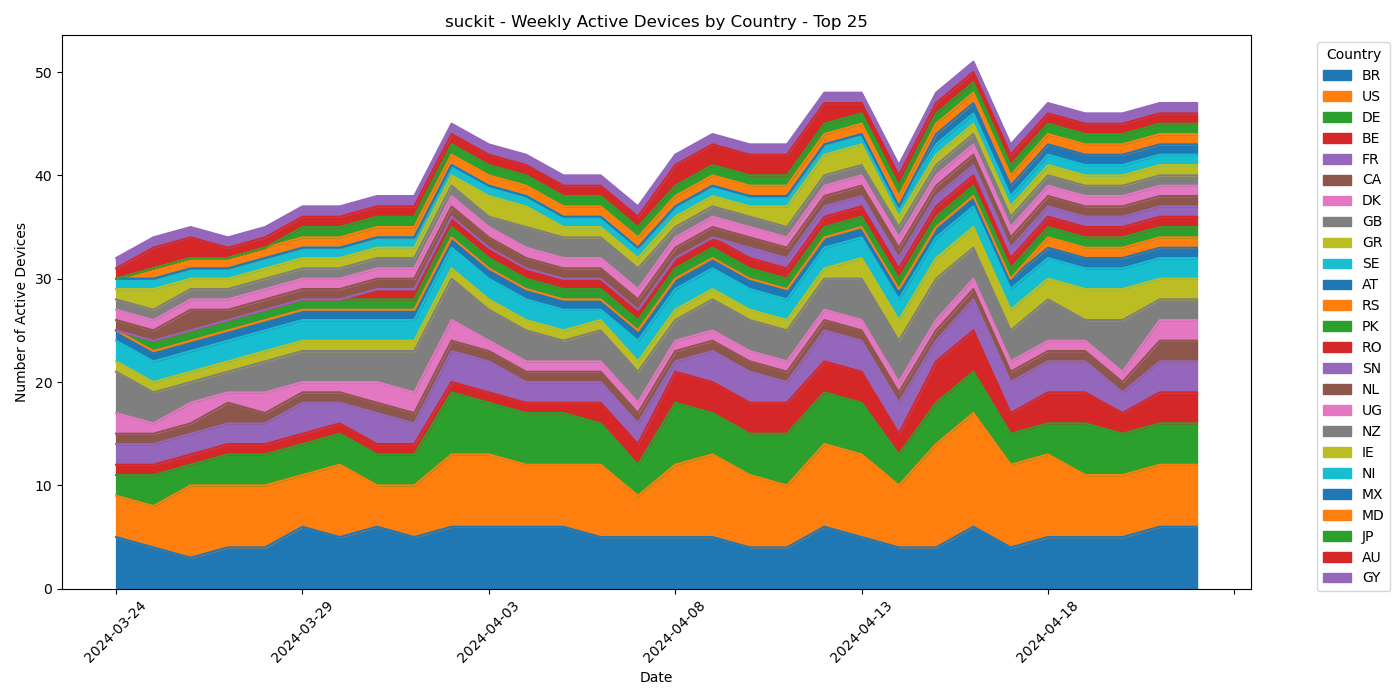 suckit - Weekly Active Devices by Country - Top 25
Number of Active Devices
50
40
30
20
10
0
2024-03-24
2024-03-29
2024-04-03
2024-04-08
2024-04-13
2024-04-18
Date
Country
BR
US
DE
BE
FR
CA
DK
GB
GR
SE
AT
RS
PK
RO
SN
NL
UG
NZ
IE
NI
MX
MD
JP
AU
GY